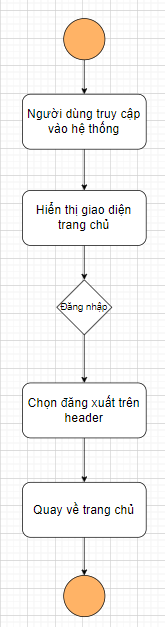 Người dùng truy cập
vào hệ thống
Hiển thị giao diện
trang chủ
Đăng nhập
Chọn đăng xuất trên
header
Quay về trang chủ